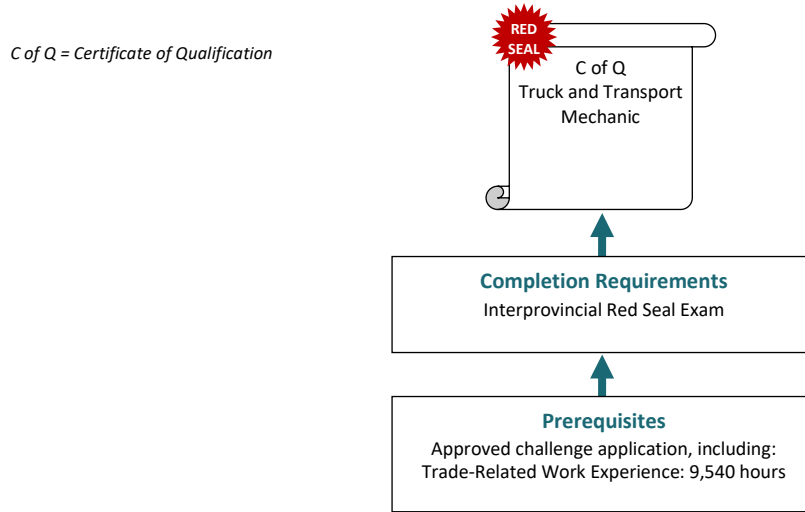 C of Q = Certificate of Qualification
RED
SEAL
C of Q
Truck and Transport
Mechanic
Completion Requirements
Interprovincial Red Seal Exam
Prerequisites
Approved challenge application, including:
Trade-Related Work Experience: 9,540 hours